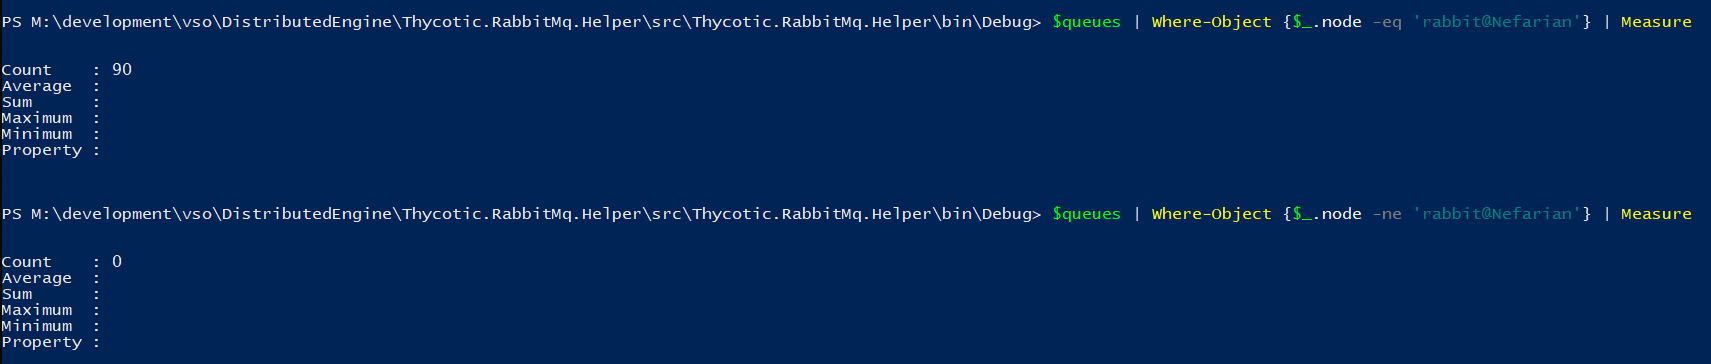 PS M:\development\vso\DistributedEngine\Thycotic.RabbitMq.Helper\src\Thycotic.RabbitMq.Helper\bin\Debug> $queues | Where-Object {$_.node -eq 'rabbit@Nefarian'} | Measure
Count    : 90
Average  :
Sum      :
Maximum  :
Minimum  :
Property :
PS M:\development\vso\DistributedEngine\Thycotic.RabbitMq.Helper\src\Thycotic.RabbitMq.Helper\bin\Debug> $queues | Where-Object {$_.node -ne 'rabbit@Nefarian'} | Measure
Count    : 0
Average  :
Sum      :
Maximum  :
Minimum  :
Property :